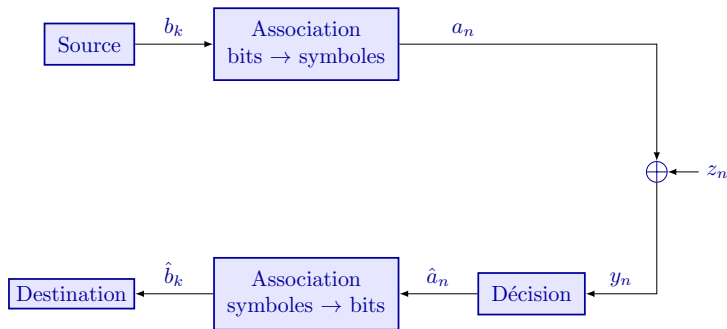 Source
b_k
Association
bits → symboles
a_n
z_n
Destination
b̂_k
Association
symboles → bits
â_n
Décision
y_n